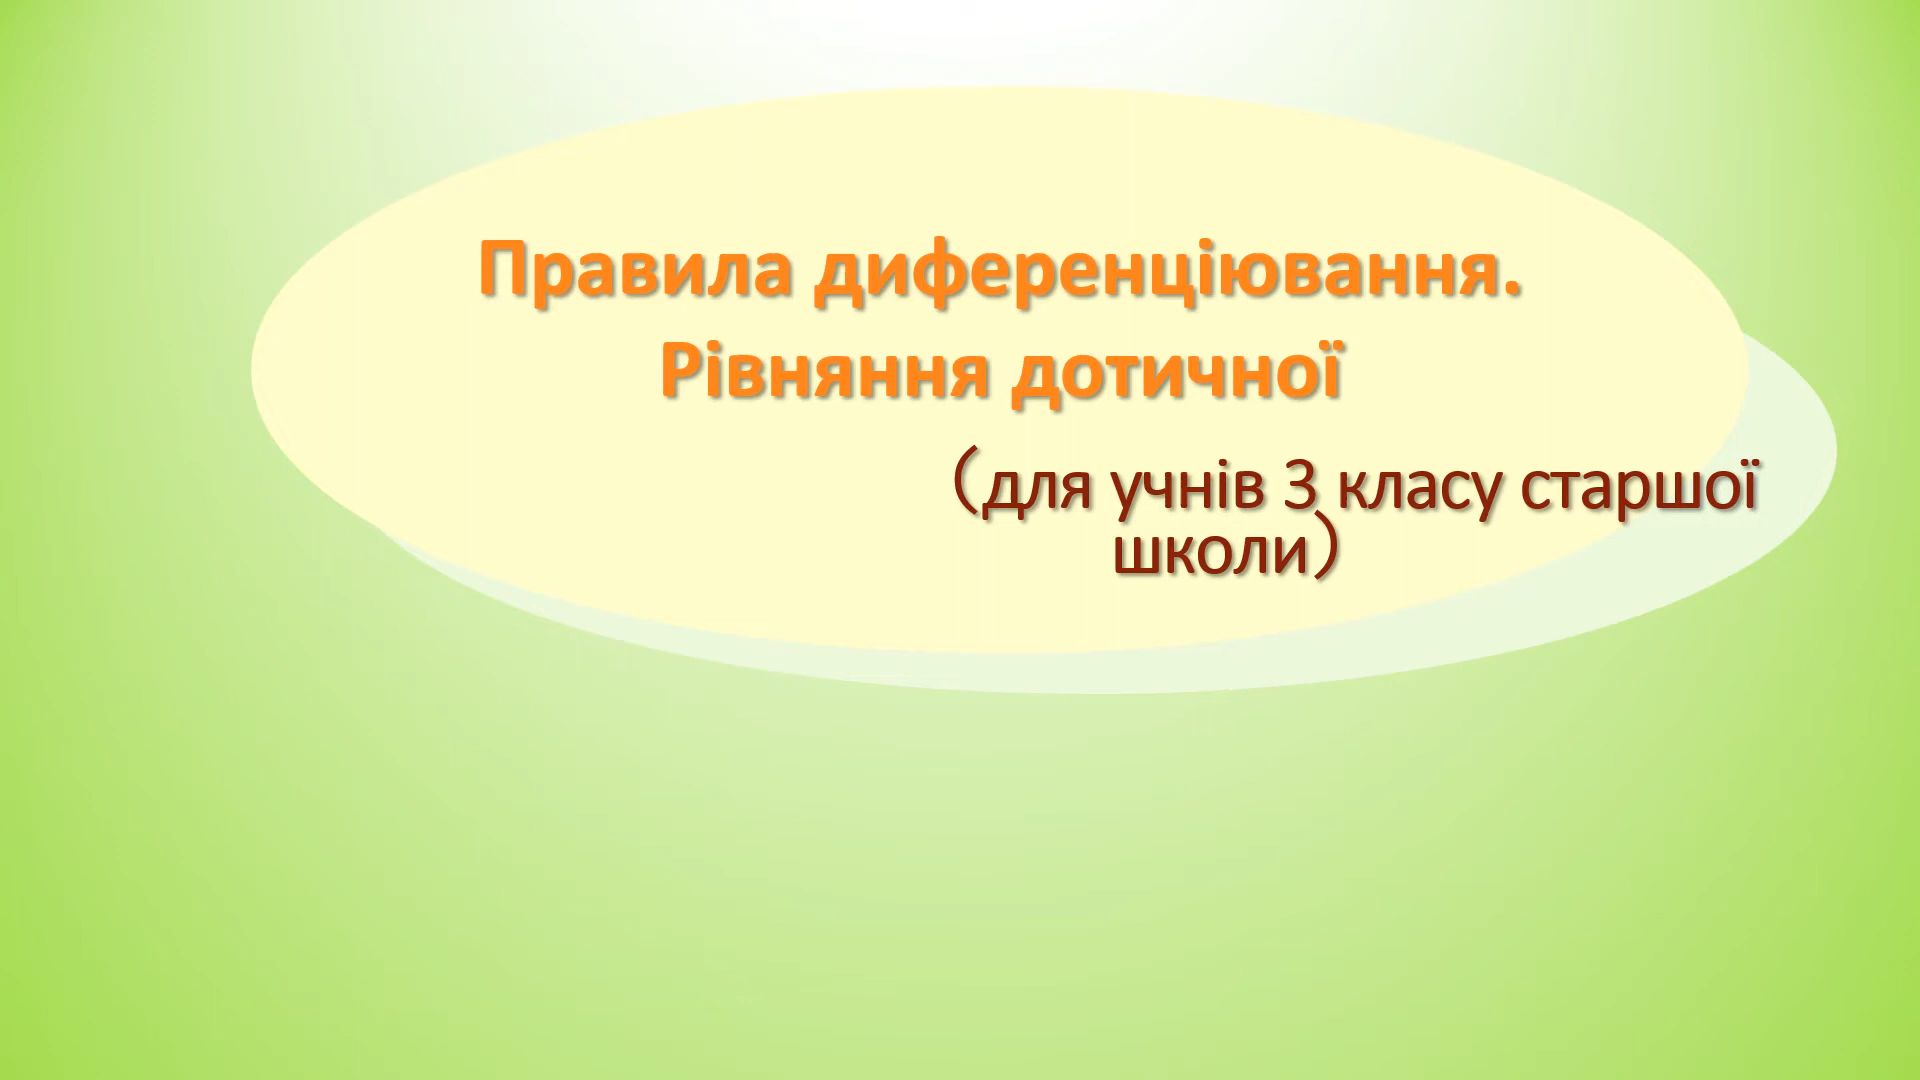 Правила диференціювання.
Рівняння дотичної
(для учнів 3 класу старшої
школи)